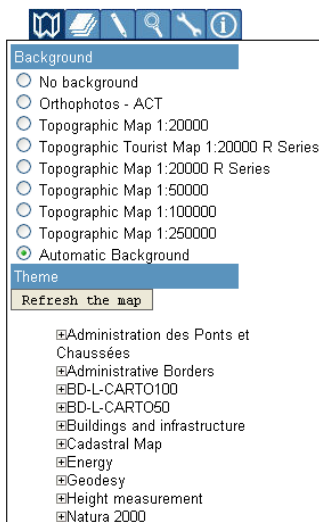 Background
No background
Orthophotos - ACT
Topographic Map 1:20000
Topographic Tourist Map 1:20000 R Series
Topographic Map 1:20000 R Series
Topographic Map 1:50000
Topographic Map 1:100000
Topographic Map 1:250000
Automatic Background
Theme
Refresh the map
Administration des Ponts et
Chaussées
Administrative Borders
BD-L-CARTO100
BD-L-CARTO50
Buildings and infrastructure
Cadastral Map
Energy
Geodesy
Height measurement
Natura 2000